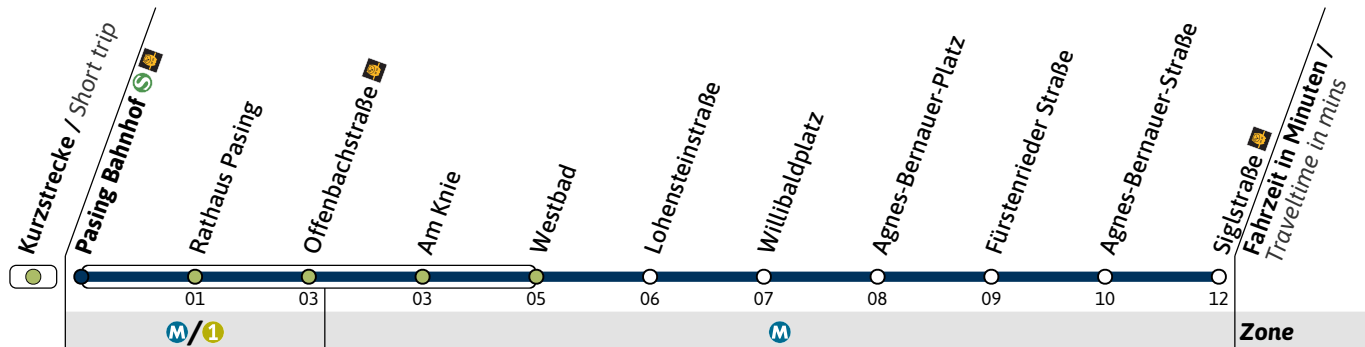 Kurzstrecke / Short trip
Pasing Bahnhof S
Rathaus Pasing
Offenbachstraße
Am Knie
Westbad
Lohensteinstraße
Willibaldplatz
Agnes-Bernauer-Platz
Fürstenrieder Straße
Agnes-Bernauer-Straße
Siglstraße
Fahrzeit in Minuten /
Traveltime in mins
01 03 03 05 06 07 08 09 10 12
M/1 M Zone